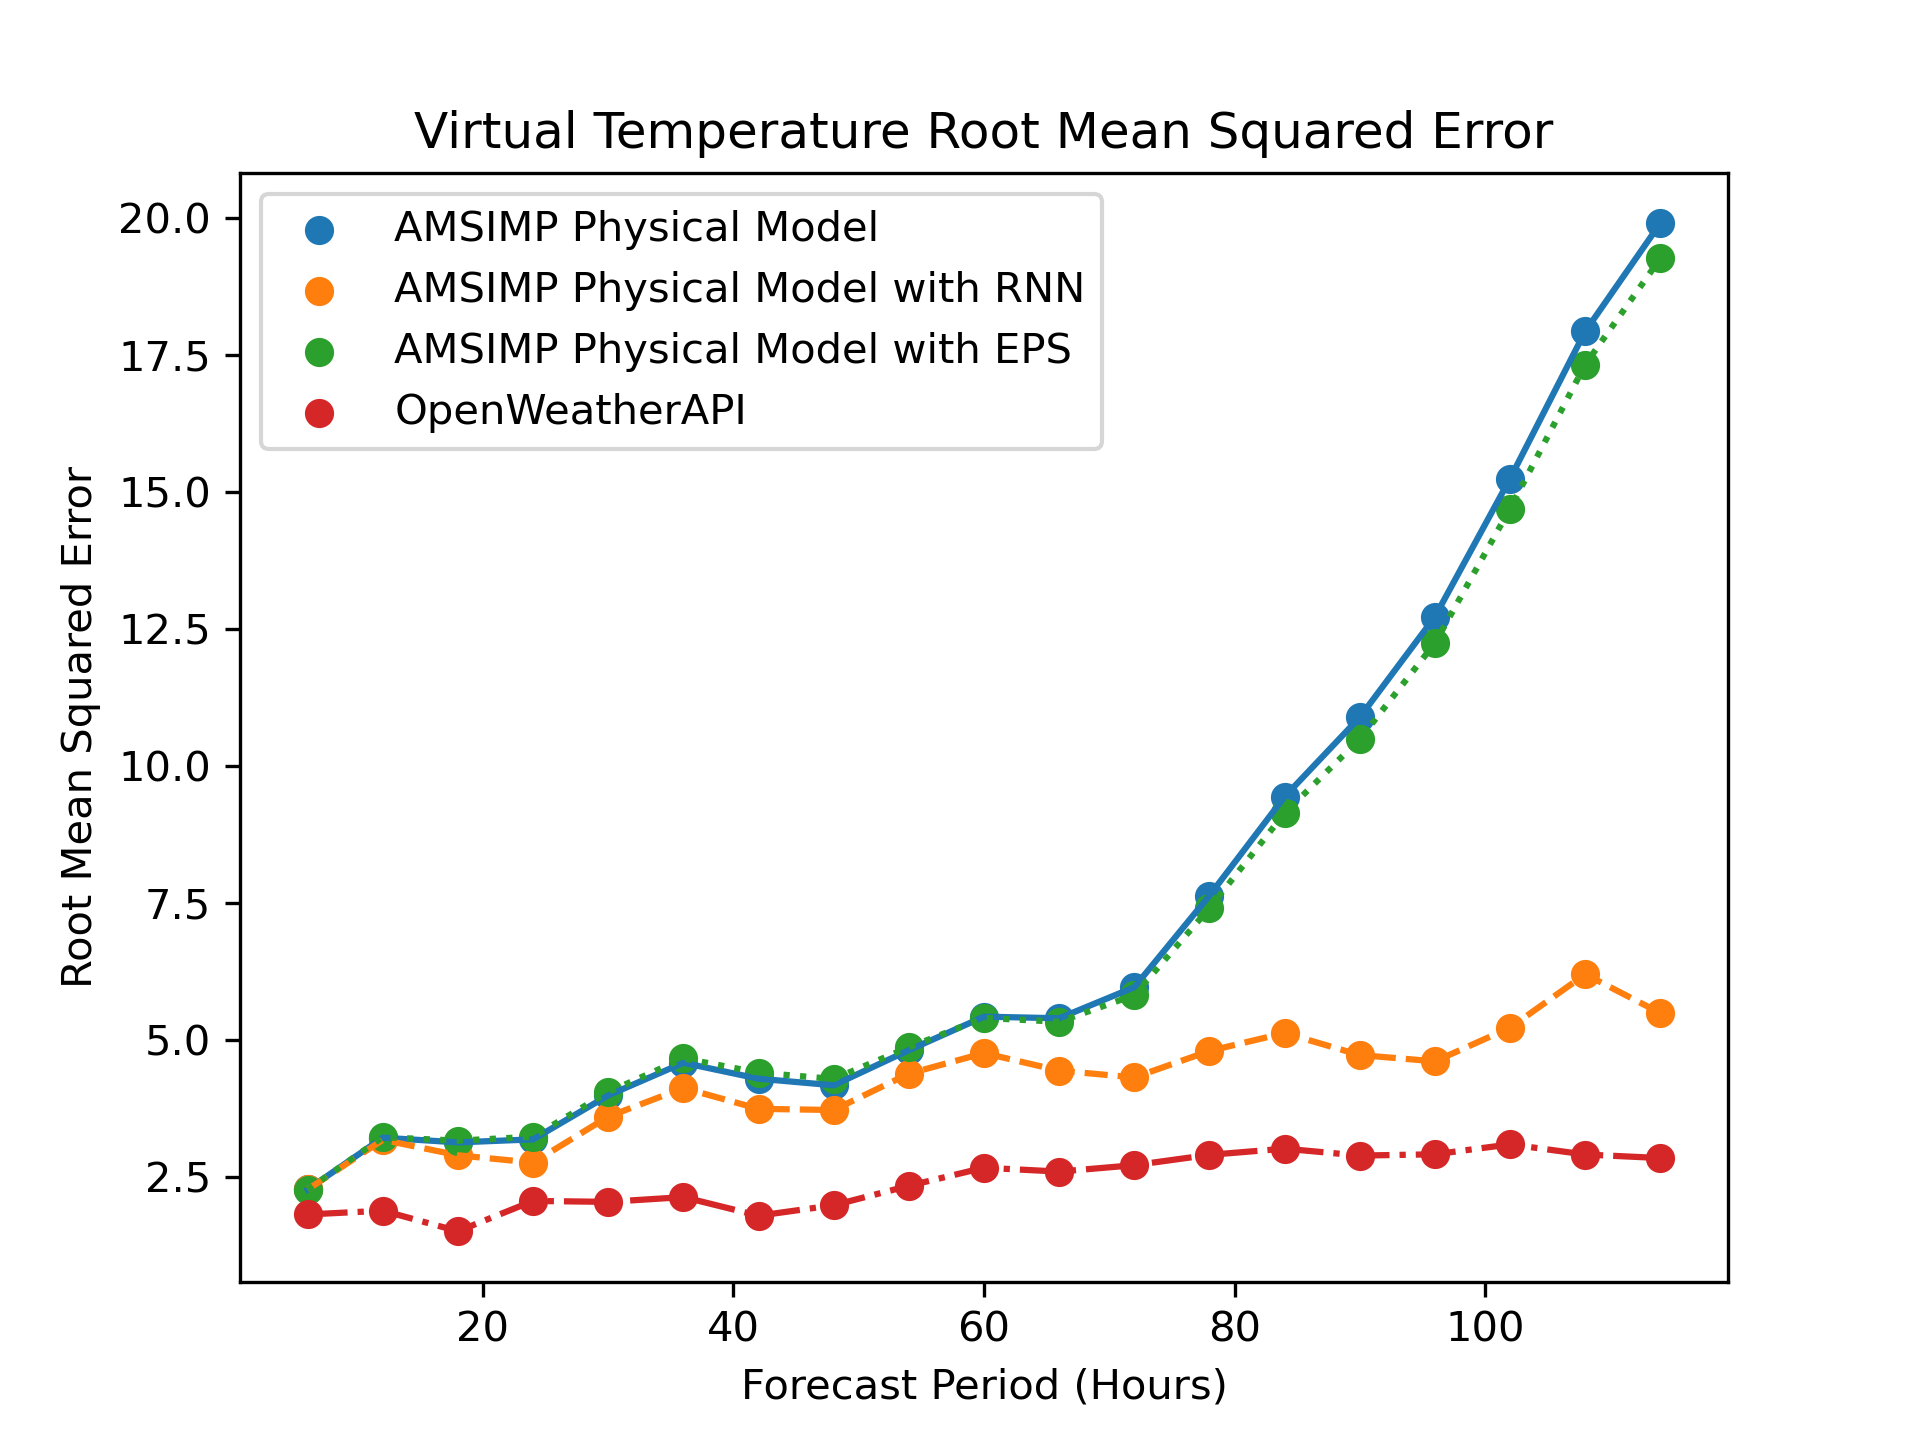 Virtual Temperature Root Mean Squared Error
AMSIMP Physical Model
AMSIMP Physical Model with RNN
AMSIMP Physical Model with EPS
OpenWeatherAPI
Root Mean Squared Error
20.0
17.5
15.0
12.5
10.0
7.5
5.0
2.5
20 40 60 80 100
Forecast Period (Hours)